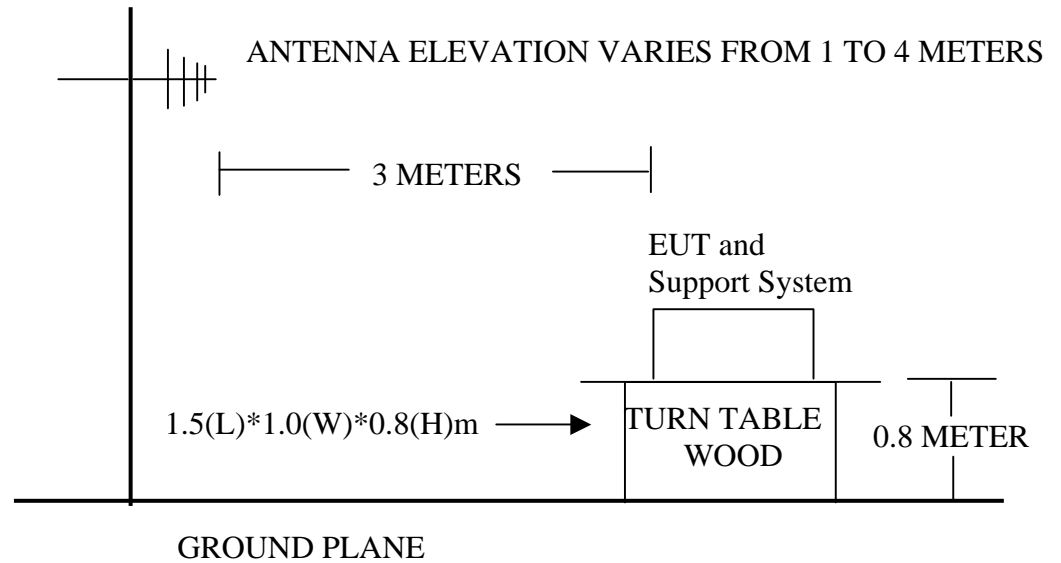 ANTENNA ELEVATION VARIES FROM 1 TO 4 METERS
3 METERS
EUT and
Support System
1.5(L)*1.0(W)*0.8(H)m
TURN TABLE
WOOD
0.8 METER
GROUND PLANE